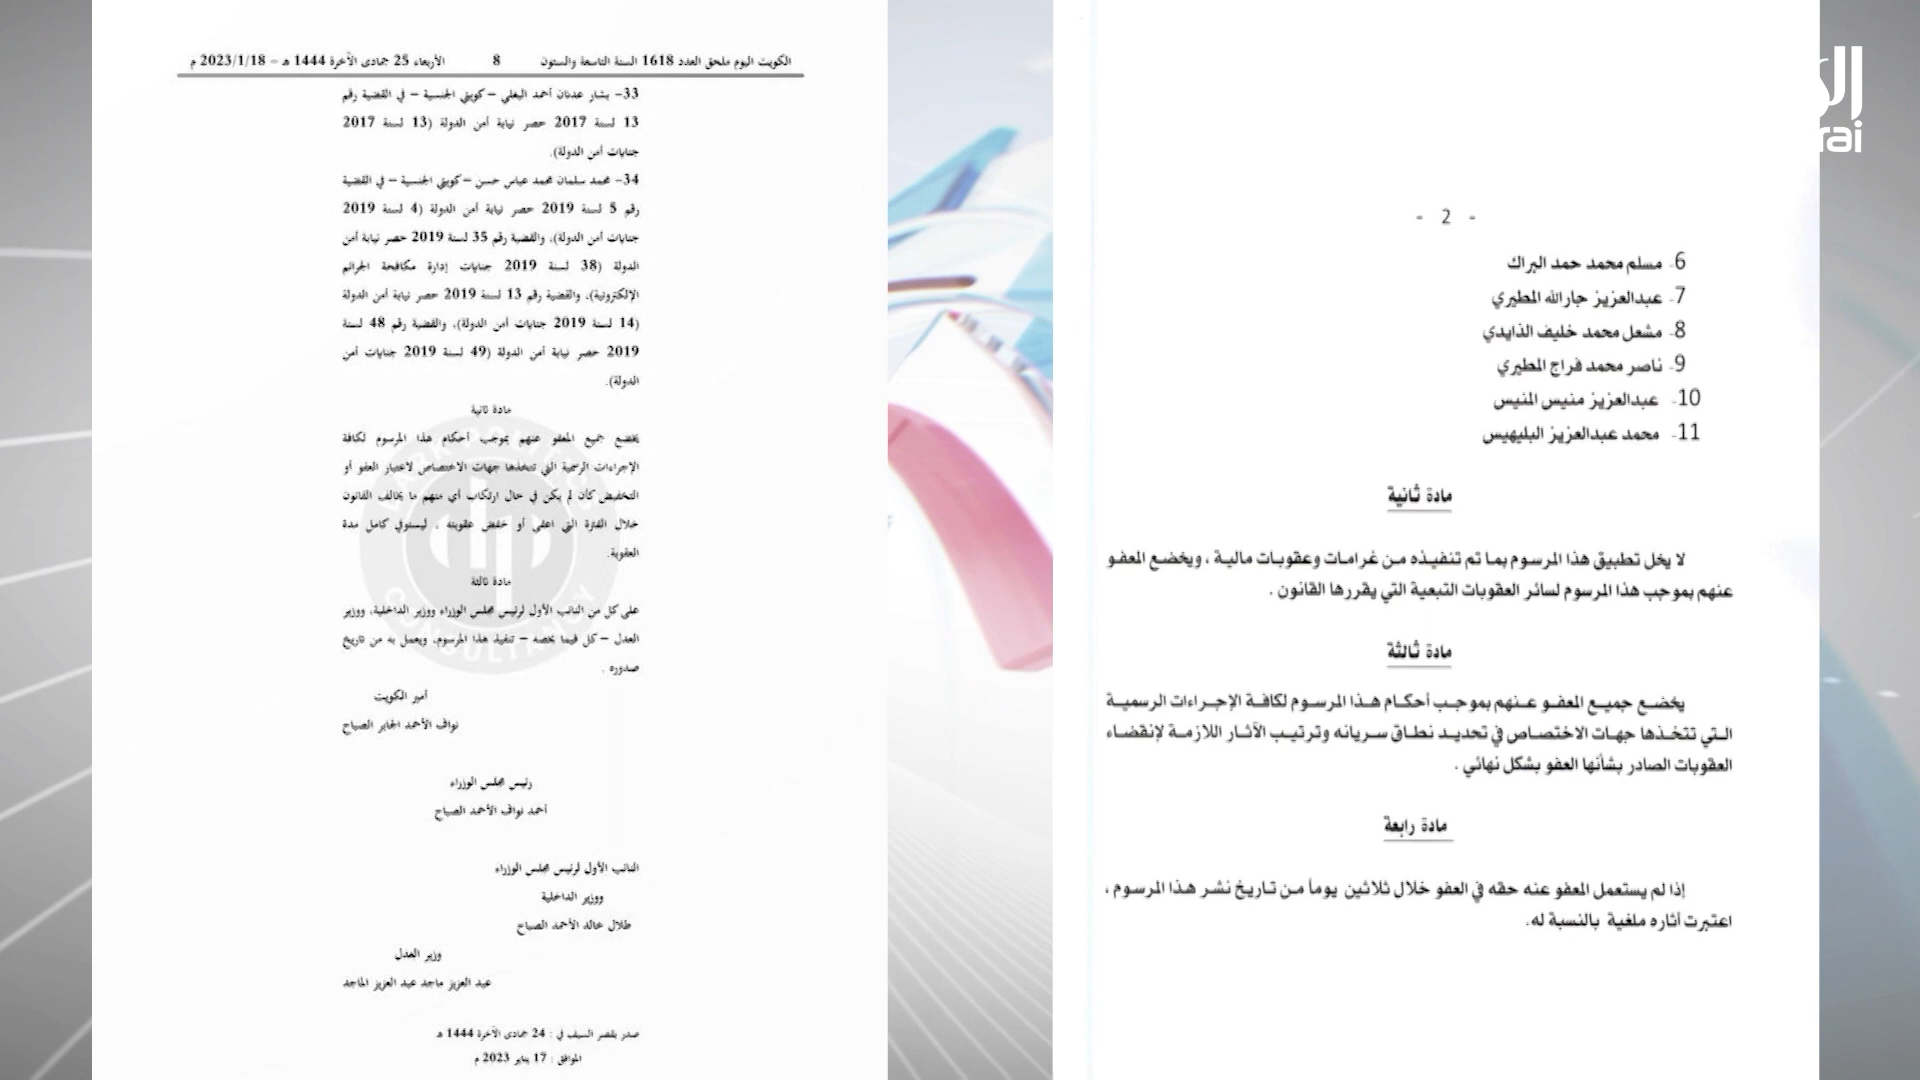 الكويت اليوم ملحق العدد 1618 السنة التاسعة والستون 8 الأربعاء 25 جمادى الآخرة 1444 هـ – 2023/1/18 م
33- بشار عدنان أحمد البغلي – كويتي الجنسية – في القضية رقم
13 لسنة 2017 حصر نيابة أمن الدولة (13 لسنة 2017
جنايات أمن الدولة).
34- محمد سلمان محمد عباس حسن – كويتي الجنسية – في القضية
رقم 5 لسنة 2019 حصر نيابة أمن الدولة (4 لسنة 2019
جنايات أمن الدولة)، والقضية رقم 35 لسنة 2019 حصر نيابة أمن
الدولة (38 لسنة 2019 جنايات إدارة مكافحة الجرائم
الإلكترونية)، والقضية رقم 13 لسنة 2019 حصر نيابة أمن الدولة
(14 لسنة 2019 جنايات أمن الدولة)، والقضية رقم 48 لسنة
2019 حصر نيابة أمن الدولة (49 لسنة 2019 جنايات أمن
الدولة).
مادة ثانية
يخضع جميع المعفو عنهم بموجب أحكام هذا المرسوم لكافة
الإجراءات الرسمية التي تتخذها جهات الاختصاص لاعتبار العفو أو
التخفيض كأن لم يكن في حال ارتكاب أي منهم ما يخالف القانون
خلال الفترة التي اعفى أو خفض عقوبته ، ليستوفي كامل مدة
العقوبة.
مادة ثالثة
على كل من النائب الأول لرئيس مجلس الوزراء ووزير الداخلية، ووزير
العدل – كل فيما يخصه – تنفيذ هذا المرسوم، ويعمل به من تاريخ
صدوره .
أمير الكويت
نواف الأحمد الجابر الصباح
رئيس مجلس الوزراء
أحمد نواف الأحمد الصباح
النائب الأول لرئيس مجلس الوزراء
ووزير الداخلية
طلال خالد الأحمد الصباح
وزير العدل
عبد العزيز ماجد عبد العزيز الماجد
صدر بقصر السيف في : 24 جمادى الآخرة 1444 هـ
الموافق : 17 يناير 2023 م
CONSULTANCY
- 2 -
6- مسلم محمد حمد البراك
7- عبدالعزيز جارالله المطيري
8- مشعل محمد خليف الذايدي
9- ناصر محمد فراج المطيري
10- عبدالعزيز منيس المنيس
11- محمد عبدالعزيز البليهيس
مادة ثانية
لا يخل تطبيق هذا المرسوم بما تم تنفيذه من غرامات وعقوبات مالية ، ويخضع المعفو
عنهم بموجب هذا المرسوم لسائر العقوبات التبعية التي يقررها القانون .
مادة ثالثة
يخضع جميع المعفو عنهم بموجب أحكام هذا المرسوم لكافة الإجراءات الرسمية
التي تتخذها جهات الاختصاص في تحديد نطاق سريانه وترتيب الآثار اللازمة لإنقضاء
العقوبات الصادر بشأنها العفو بشكل نهائي .
مادة رابعة
إذا لم يستعمل المعفو عنه حقه في العفو خلال ثلاثين يوماً من تاريخ نشر هذا المرسوم ،
اعتبرت أثاره ملغية بالنسبة له.
rai